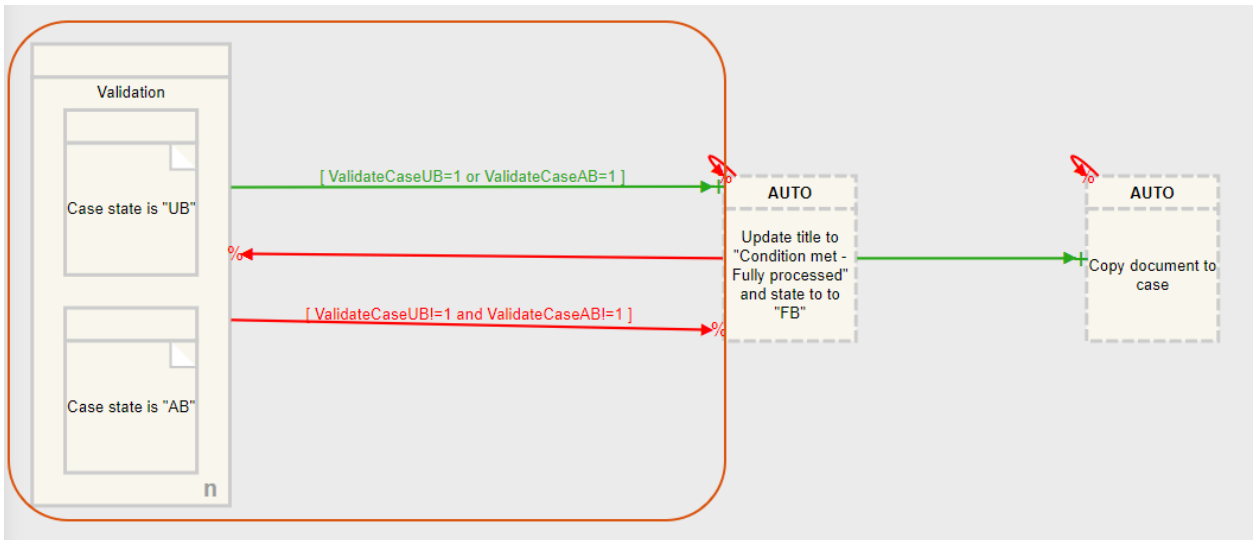 Validation
Case state is "UB"
Case state is "AB"
n
[ ValidateCaseUB=1 or ValidateCaseAB=1 ]
%
[ ValidateCaseUB!=1 and ValidateCaseAB!=1 ]
%
%
+
AUTO
Update title to
"Condition met -
Fully processed"
and state to to
"FB"
%
+
AUTO
Copy document to
case